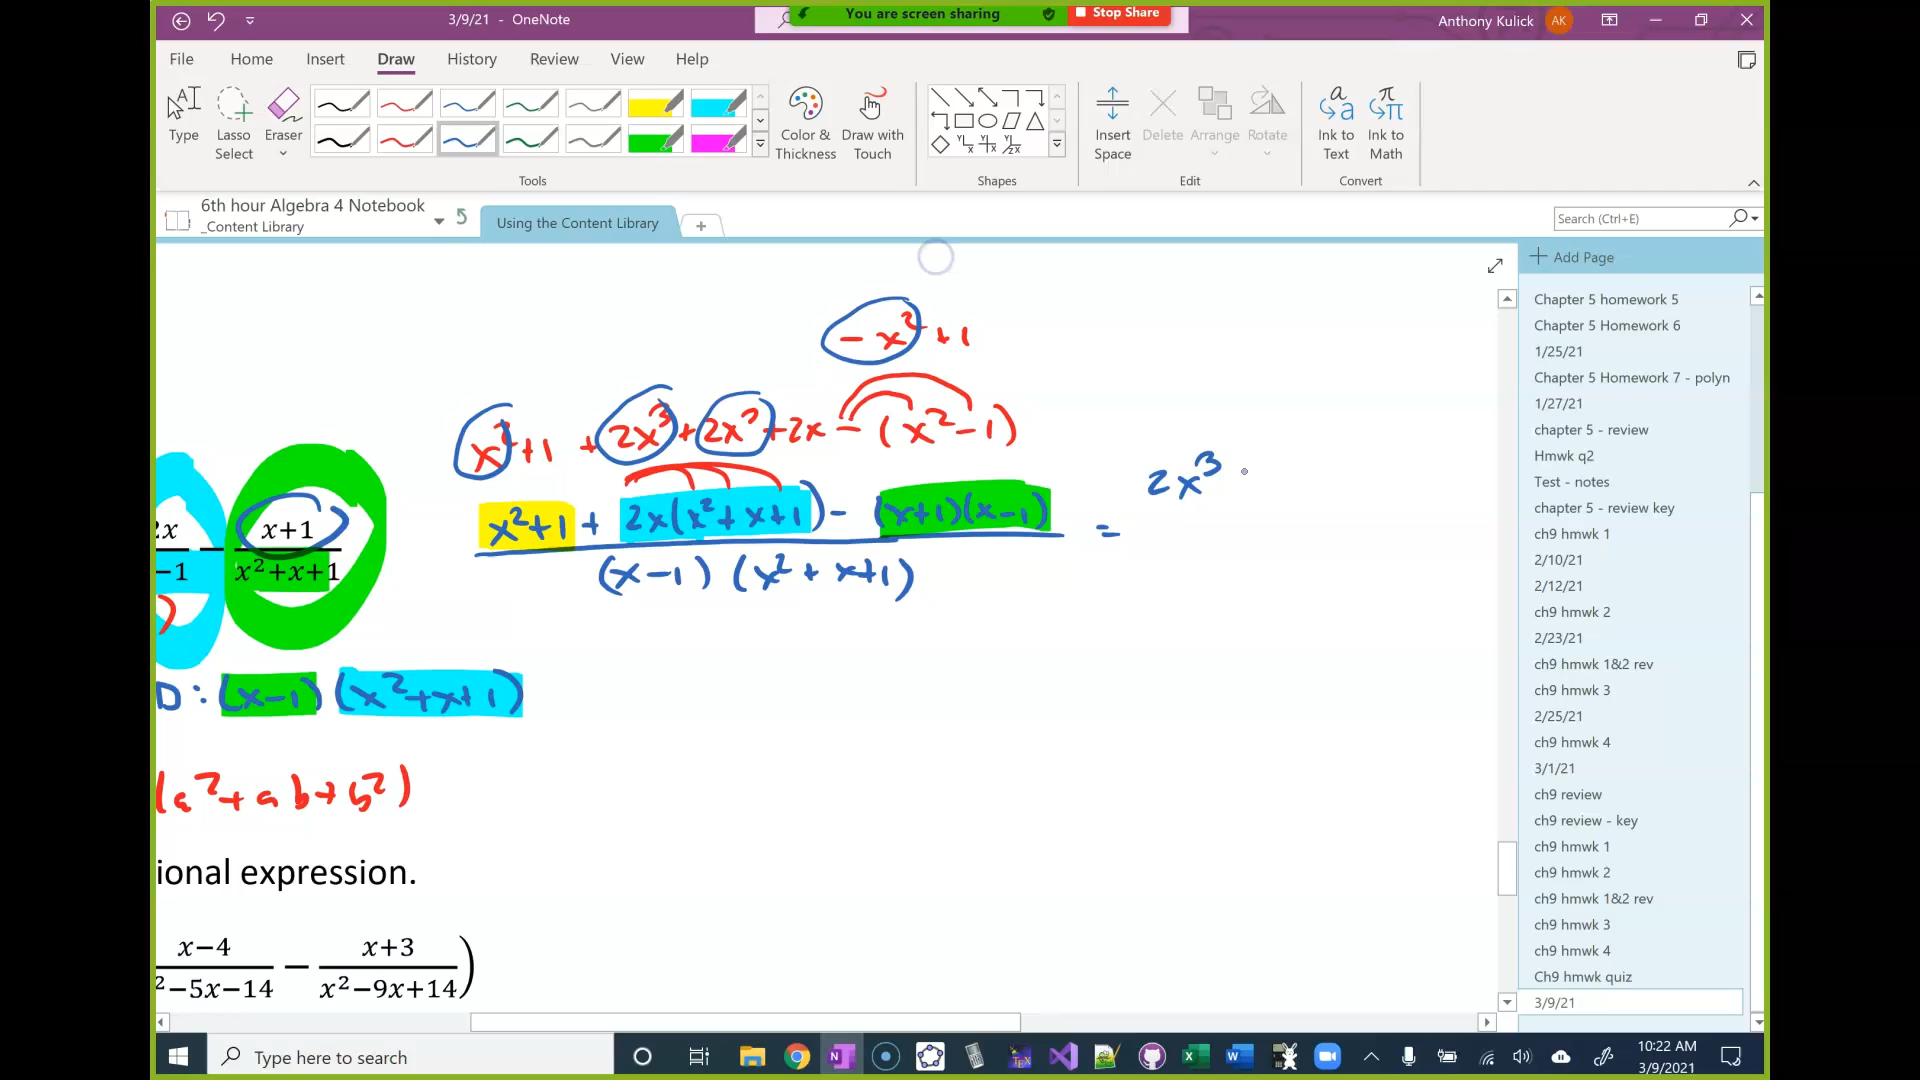 3/9/21 - OneNote
You are screen sharing
Stop Share
Anthony Kulick
AK
File Home Insert Draw History Review View Help
Type
Lasso Select
Eraser
Color & Thickness
Draw with Touch
Insert Space
Delete
Arrange
Rotate
Ink to Text
Ink to Math
Tools
Shapes
Edit
Convert
6th hour Algebra 4 Notebook
_Content Library
Using the Content Library
Search (Ctrl+E)
Add Page
Chapter 5 homework 5
Chapter 5 Homework 6
1/25/21
Chapter 5 Homework 7 - polyn
1/27/21
chapter 5 - review
Hmwk q2
Test - notes
chapter 5 - review key
ch9 hmwk 1
2/10/21
2/12/21
ch9 hmwk 2
2/23/21
ch9 hmwk 1&2 rev
ch9 hmwk 3
2/25/21
ch9 hmwk 4
3/1/21
ch9 review
ch9 review - key
ch9 hmwk 1
ch9 hmwk 2
ch9 hmwk 1&2 rev
ch9 hmwk 3
ch9 hmwk 4
Ch9 hmwk quiz
3/9/21
-x² +1
x² +1 + 2x³ + 2x² + 2x - (x² - 1)
x²+1 + 2x(x²+x+1) - (x+1)(x-1)
(x-1) (x²+x+1)
= 2x³
2x − x+1
−1 x²+x+1
)
D: (x-1) (x²+x+1)
(a²+ab+b²)
ional expression.
x−4 − x+3 )
²−5x−14 x²−9x+14
Type here to search
10:22 AM
3/9/2021